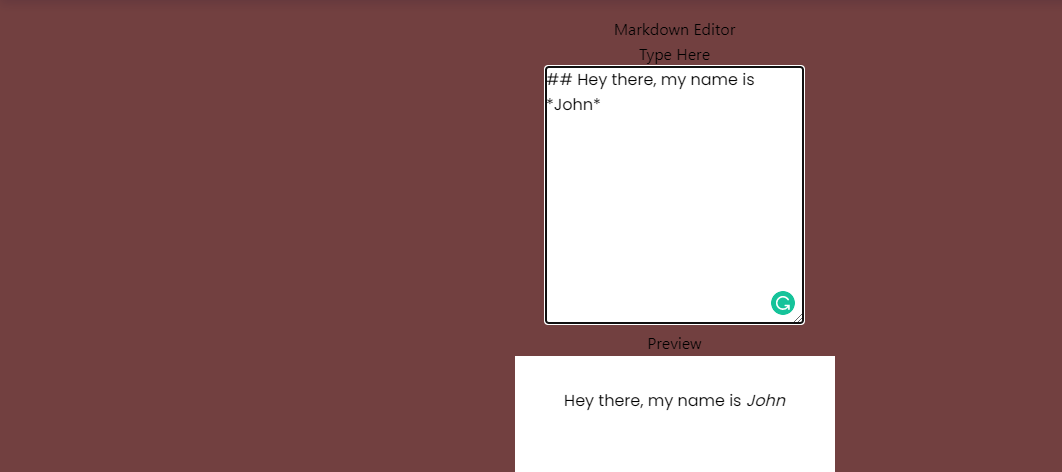 Markdown Editor
Type Here
## Hey there, my name is
*John*
Preview
Hey there, my name is John